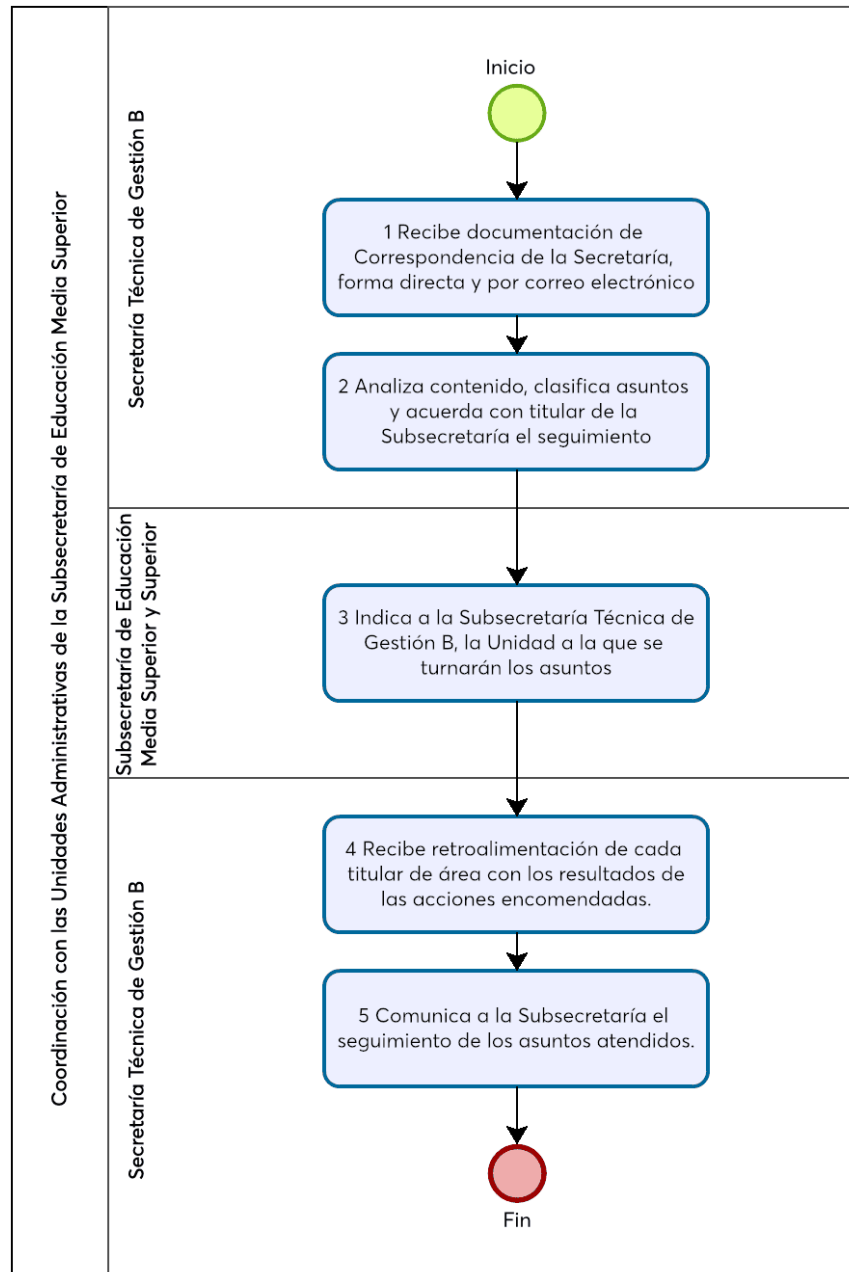 Coordinación con las Unidades Administrativas de la Subsecretaría de Educación Media Superior
Secretaría Técnica de Gestión B
Inicio
1 Recibe documentación de
Correspondencia de la Secretaría,
forma directa y por correo electrónico
2 Analiza contenido, clasifica asuntos
y acuerda con titular de la
Subsecretaría el seguimiento
Subsecretaría de Educación
Media Superior y Superior
3 Indica a la Subsecretaría Técnica de
Gestión B, la Unidad a la que se
turnarán los asuntos
Secretaría Técnica de Gestión B
4 Recibe retroalimentación de cada
titular de área con los resultados de
las acciones encomendadas.
5 Comunica a la Subsecretaría el
seguimiento de los asuntos atendidos.
Fin